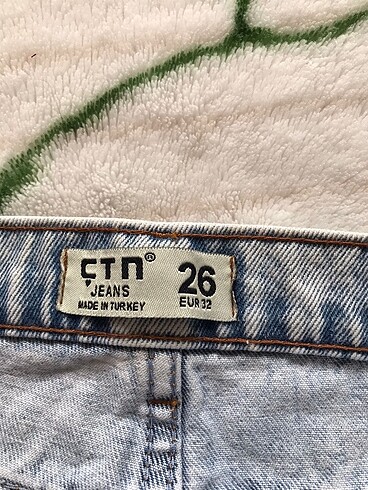 ÇTN® 26
JEANS EUR 32
MADE IN TURKEY